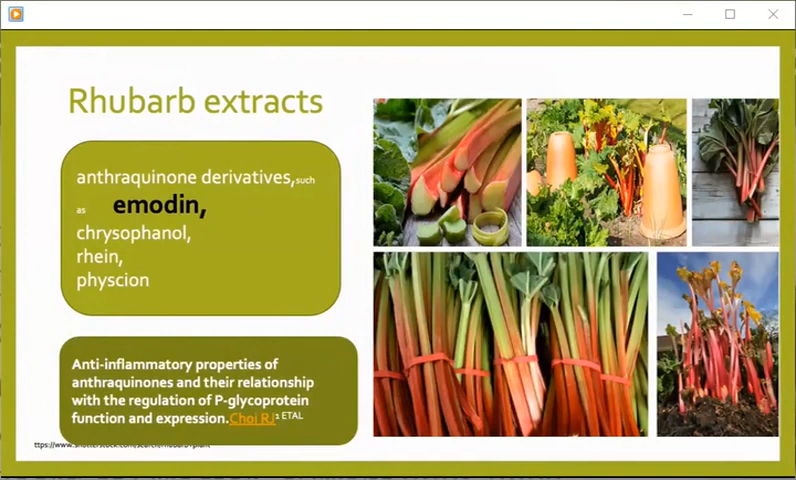 Rhubarb extracts
anthraquinone derivatives,such
as emodin,
chrysophanol,
rhein,
physcion
Anti-inflammatory properties of
anthraquinones and their relationship
with the regulation of P-glycoprotein
function and expression.Choi RJ1 ETAL
ttps://www.shutterstock.com/search/rhubarb+plant